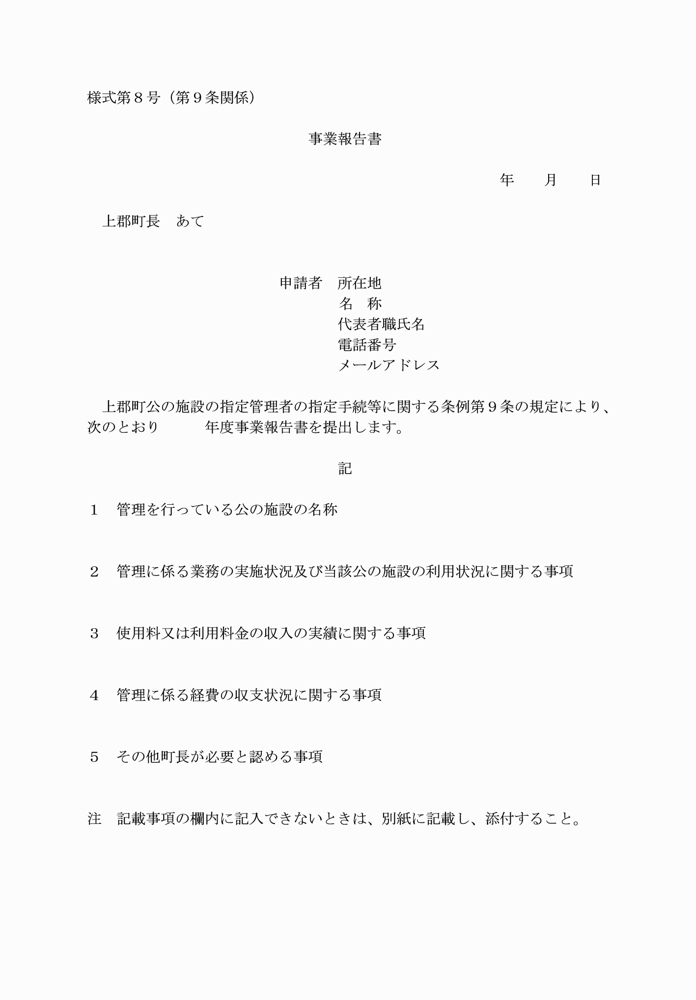 様式第８号（第９条関係）
事業報告書
年　　月　　日
上郡町長　あて
申請者　所在地
名　称
代表者職氏名
電話番号
メールアドレス
上郡町公の施設の指定管理者の指定手続等に関する条例第９条の規定により、
次のとおり　　　年度事業報告書を提出します。
記
１　管理を行っている公の施設の名称
２　管理に係る業務の実施状況及び当該公の施設の利用状況に関する事項
３　使用料又は利用料金の収入の実績に関する事項
４　管理に係る経費の収支状況に関する事項
５　その他町長が必要と認める事項
注　記載事項の欄内に記入できないときは、別紙に記載し、添付すること。